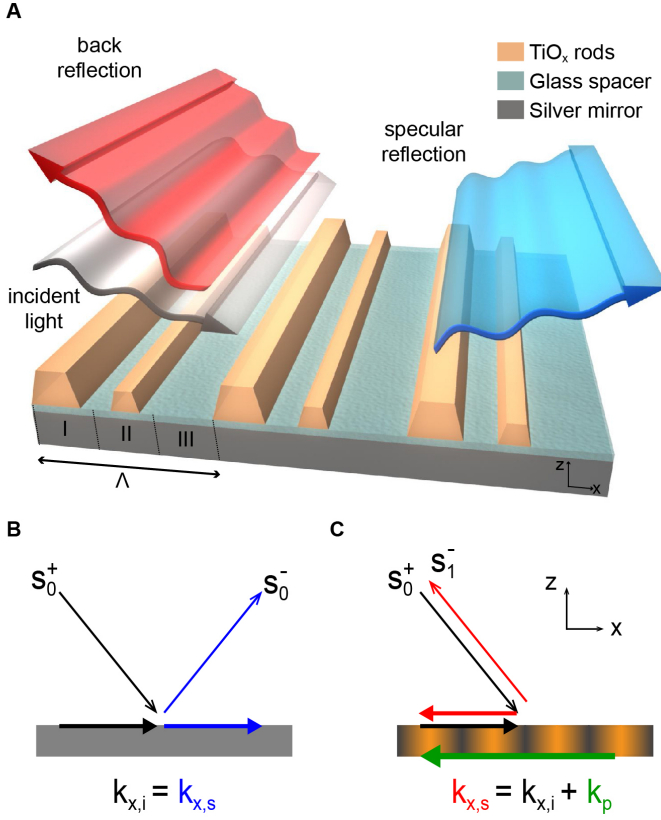 A
back
reflection
TiOₓ rods
Glass spacer
Silver mirror
specular
reflection
incident
light
I II III
Λ
z
x
B
S₀⁺ S₀⁻
kₓ,ᵢ = kₓ,ₛ
C
S₀⁺ S₁⁻
z
x
kₓ,ₛ = kₓ,ᵢ + kₚ